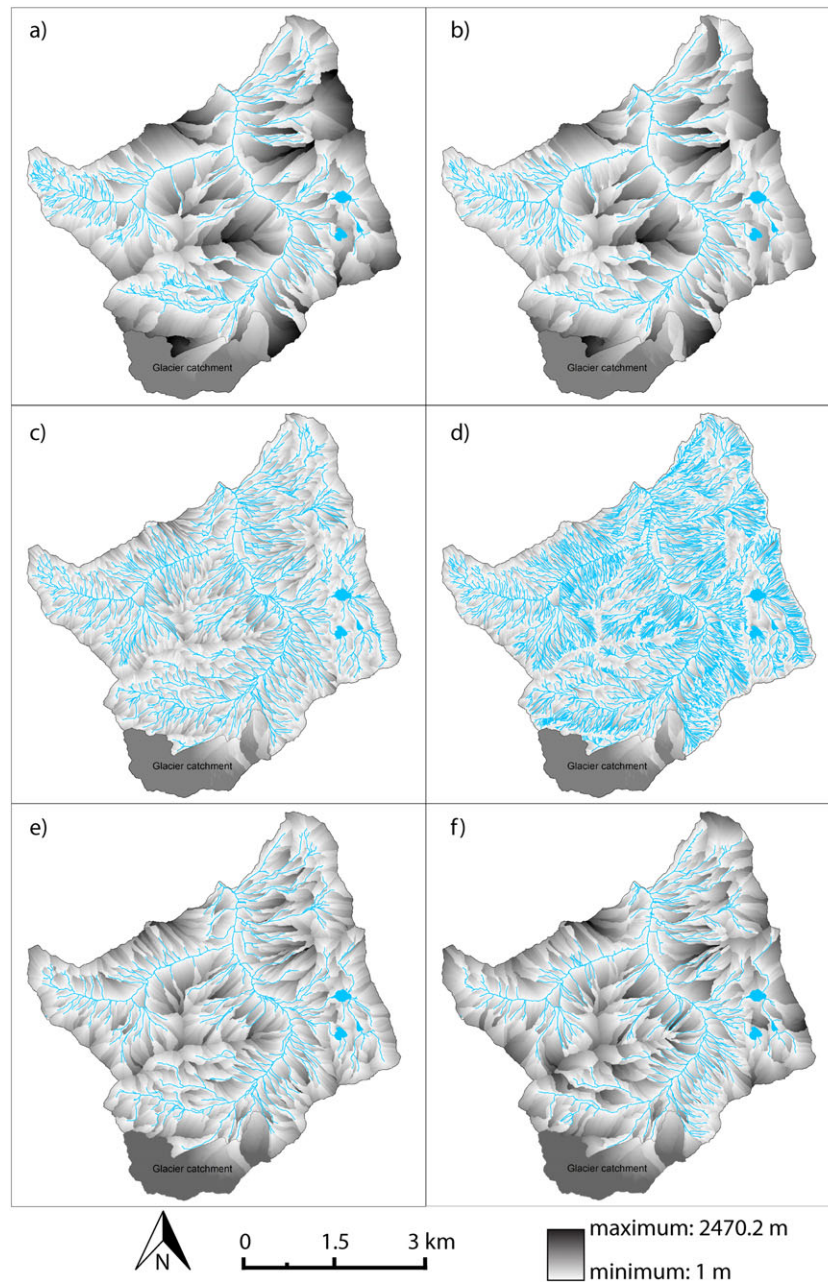 a)
b)
Glacier catchment
Glacier catchment
c)
d)
Glacier catchment
Glacier catchment
e)
f)
Glacier catchment
Glacier catchment
N
0 1.5 3 km
maximum: 2470.2 m
minimum: 1 m